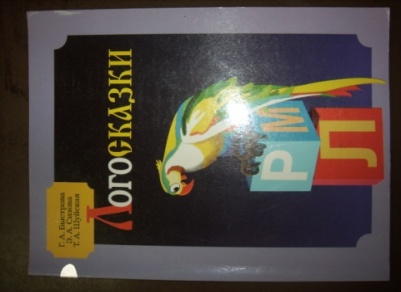 Г. А. Быстрова
Э. А. Сизова
Т. А. Шуйская
ЛОГОСКАЗКИ
Р М
Л